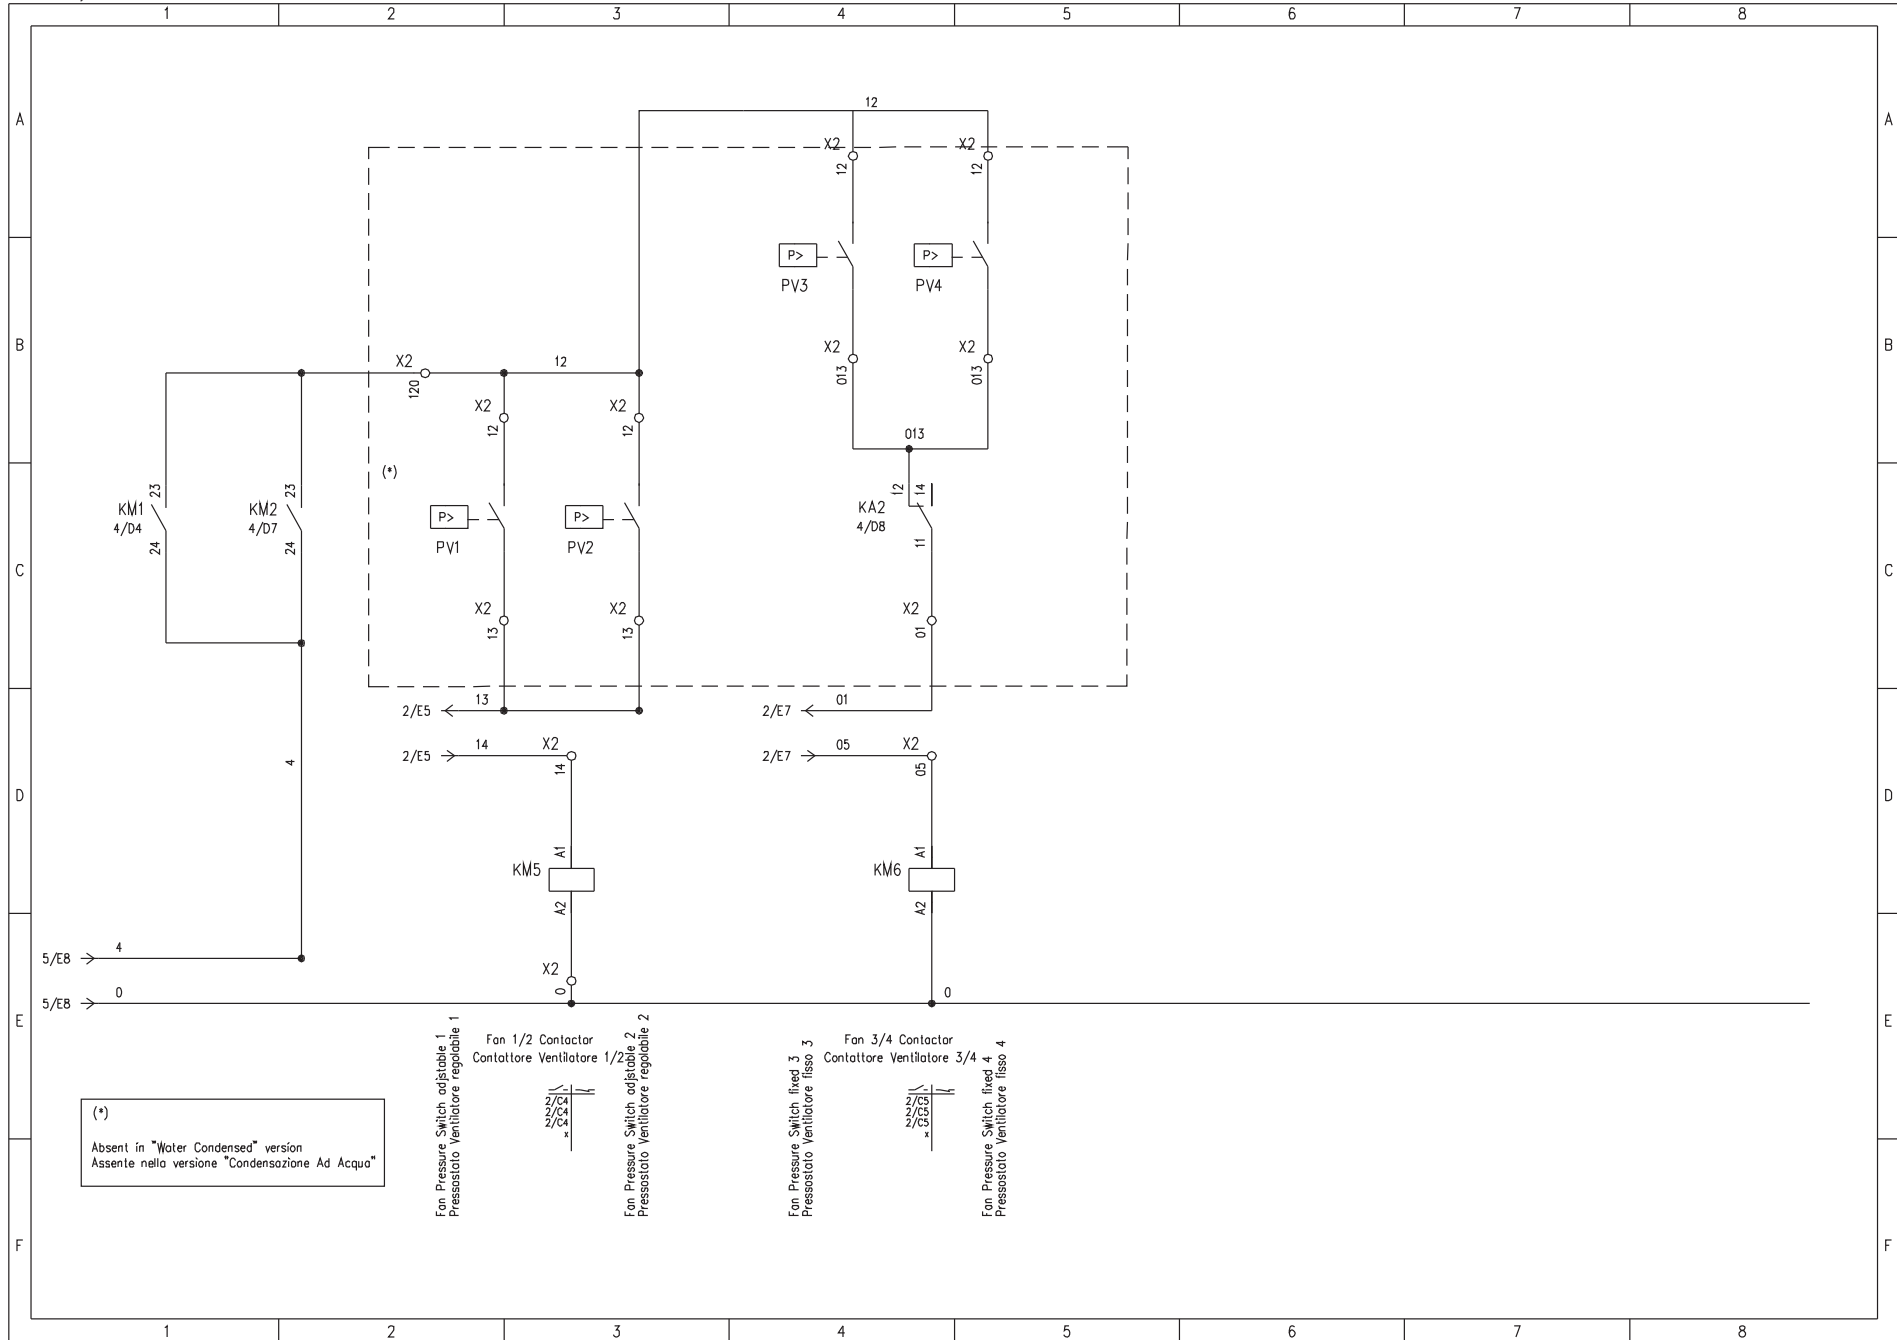 1 2 3 4 5 6 7 8
A A
12
X2 X2
12 12
P> P>
PV3 PV4
B B
X2 12 X2 X2
120 013 013
X2 X2
12 12
013
(*)
23 23 12 14
KM1 KM2 KA2
4/D4 4/D7 4/D8
P> P>
24 24 11
PV1 PV2
C C
X2 X2 X2
13 13 01
2/E5 13 2/E7 01
2/E5 14 X2 2/E7 05 X2
4 14 05
D D
A1 A1
KM5 KM6
A2 A2
5/E8 4
X2
5/E8 0 0 0
E E
Fan Pressure Switch adjstable 1
Pressostato Ventilatore regolabile 1
Fan 1/2 Contactor
Contattore Ventilatore 1/2
Fan Pressure Switch adjstable 2
Pressostato Ventilatore regolabile 2
Fan Pressure Switch fixed 3
Pressostato Ventilatore fisso 3
Fan 3/4 Contactor
Contattore Ventilatore 3/4
Fan Pressure Switch fixed 4
Pressostato Ventilatore fisso 4
2/C4 2/C5
2/C4 2/C5
2/C4 2/C5
x x
(*)
Absent in "Water Condensed" version
Assente nella versione "Condensazione Ad Acqua"
F F
1 2 3 4 5 6 7 8